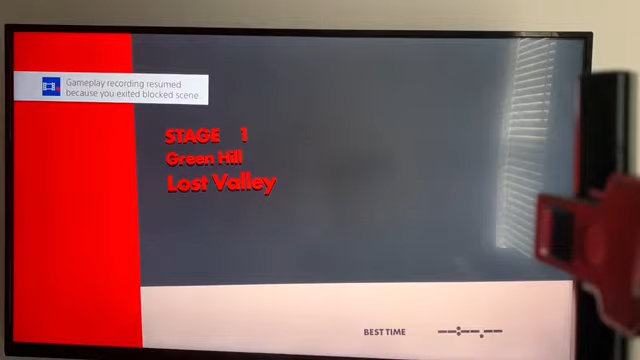 Gameplay recording resumed
because you exited blocked scene.
STAGE 1
Green Hill
Lost Valley
BEST TIME --:--.--